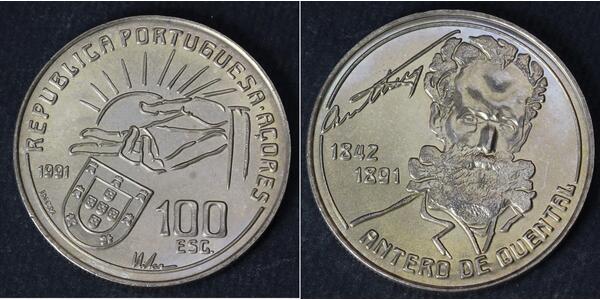 REPUBLICA PORTUGUESA·AÇORES
1991
100
ESC.
1842
1891
ANTERO DE QUENTAL